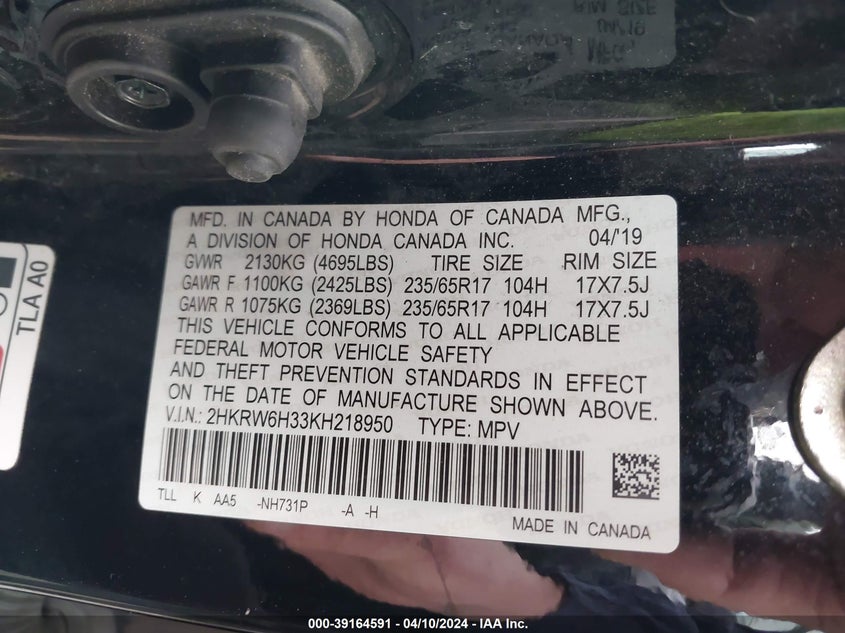 MFD. IN CANADA BY HONDA OF CANADA MFG.,
A DIVISION OF HONDA CANADA INC. 04/'19
GVWR 2130KG (4695LBS) TIRE SIZE RIM SIZE
GAWR F 1100KG (2425LBS) 235/65R17 104H 17X7.5J
GAWR R 1075KG (2369LBS) 235/65R17 104H 17X7.5J
THIS VEHICLE CONFORMS TO ALL APPLICABLE
FEDERAL MOTOR VEHICLE SAFETY
AND THEFT PREVENTION STANDARDS IN EFFECT
ON THE DATE OF MANUFACTURE SHOWN ABOVE.
V.I.N.: 2HKRW6H33KH218950 TYPE: MPV
TLL K AA5 -NH731P -A -H
MADE IN CANADA
TLA A0
000-39164591 - 04/10/2024 - IAA Inc.